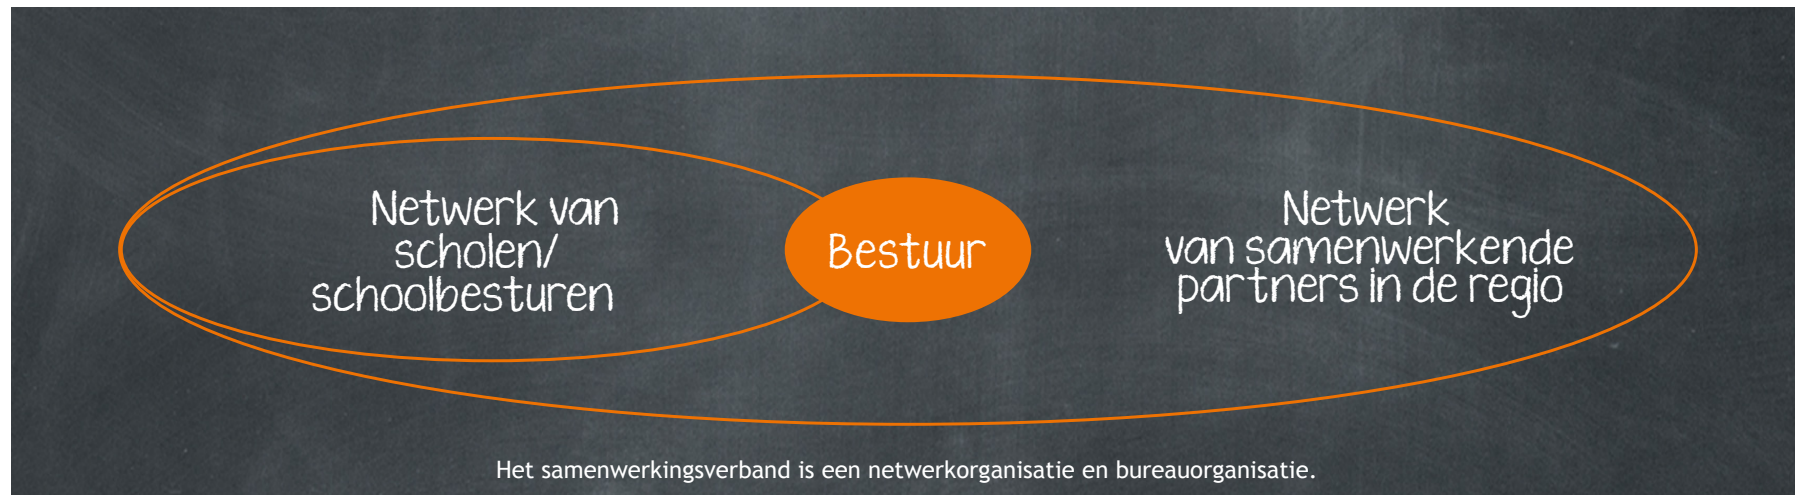 Netwerk van
scholen/
schoolbesturen
Bestuur
Netwerk
van samenwerkende
partners in de regio
Het samenwerkingsverband is een netwerkorganisatie en bureauorganisatie.